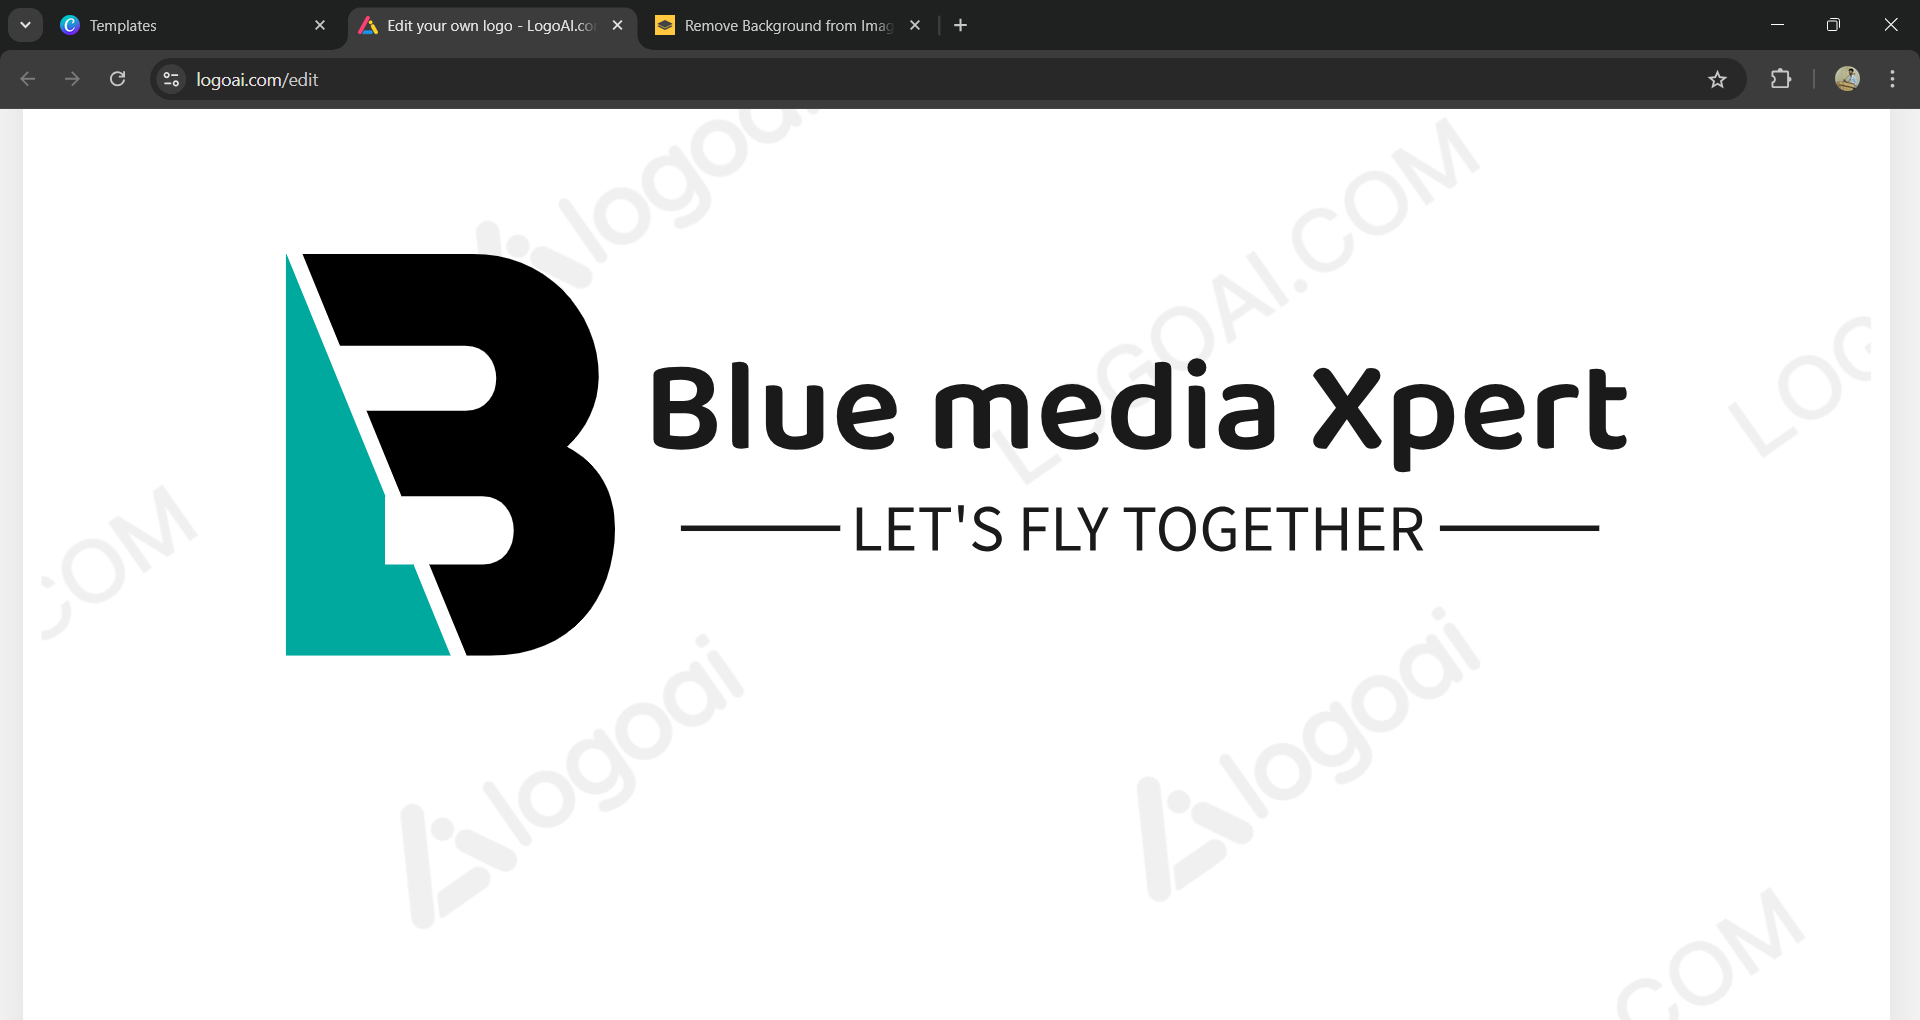 Templates
Edit your own logo - LogoAI.co
Remove Background from Imag
logoai.com/edit
logoai
LOGOAI.COM
LOG
B
Blue media Xpert
LET'S FLY TOGETHER
COM
logoai
logoai
COM